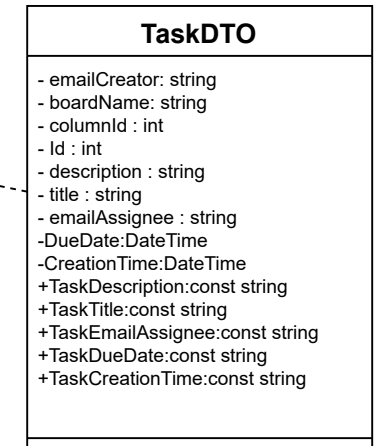 TaskDTO
- emailCreator: string
- boardName: string
- columnId : int
- Id : int
- description : string
- title : string
- emailAssignee : string
-DueDate:DateTime
-CreationTime:DateTime
+TaskDescription:const string
+TaskTitle:const string
+TaskEmailAssignee:const string
+TaskDueDate:const string
+TaskCreationTime:const string